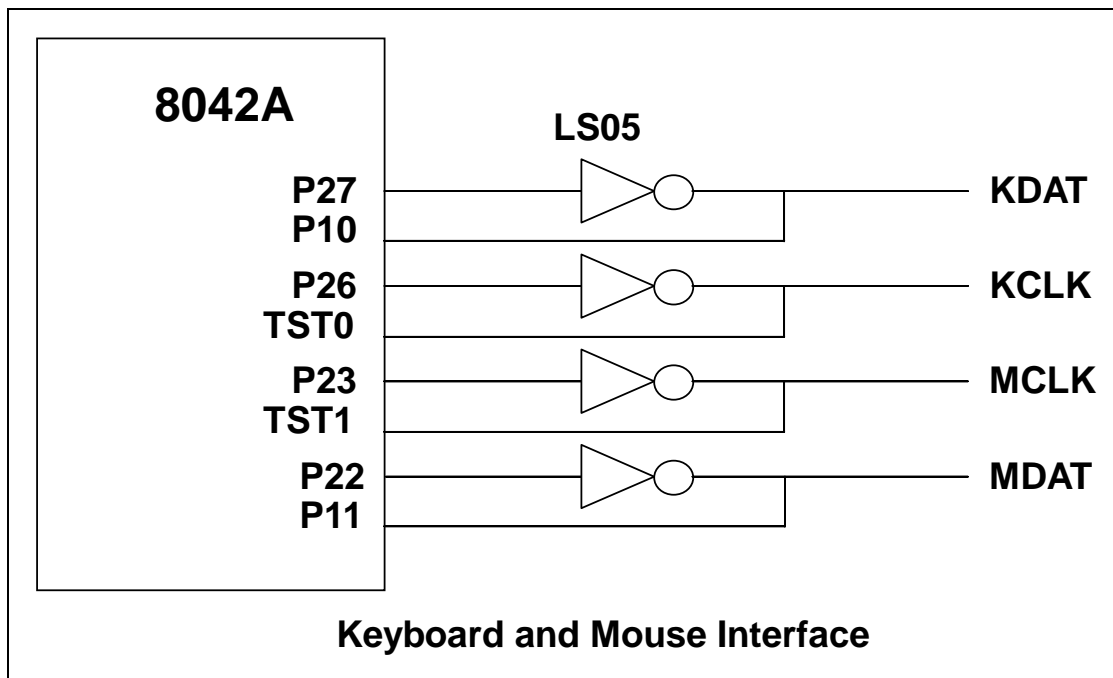 8042A
LS05
P27
KDAT
P10
P26
KCLK
TST0
P23
MCLK
TST1
P22
MDAT
P11
Keyboard and Mouse Interface